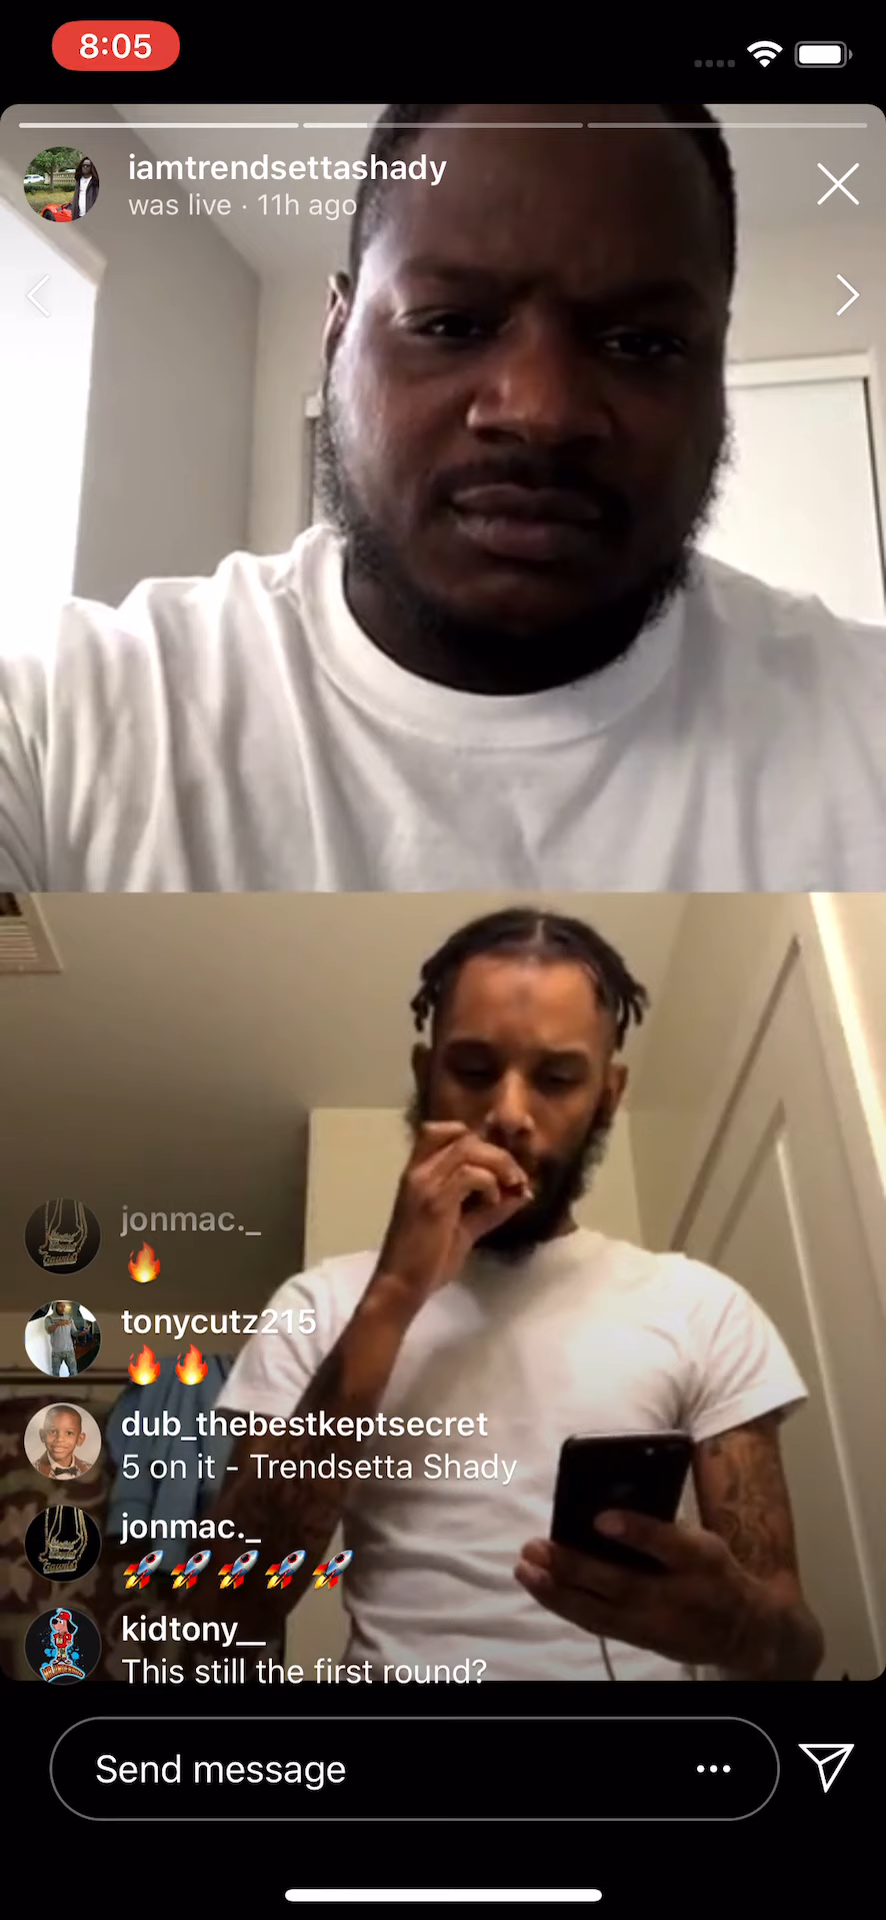 8:05
iamtrendsettashady
was live · 11h ago
jonmac._
🔥
tonycutz215
🔥🔥
dub_thebestkeptsecret
5 on it - Trendsetta Shady
jonmac._
🚀🚀🚀🚀🚀
kidtony__
This still the first round?
Send message